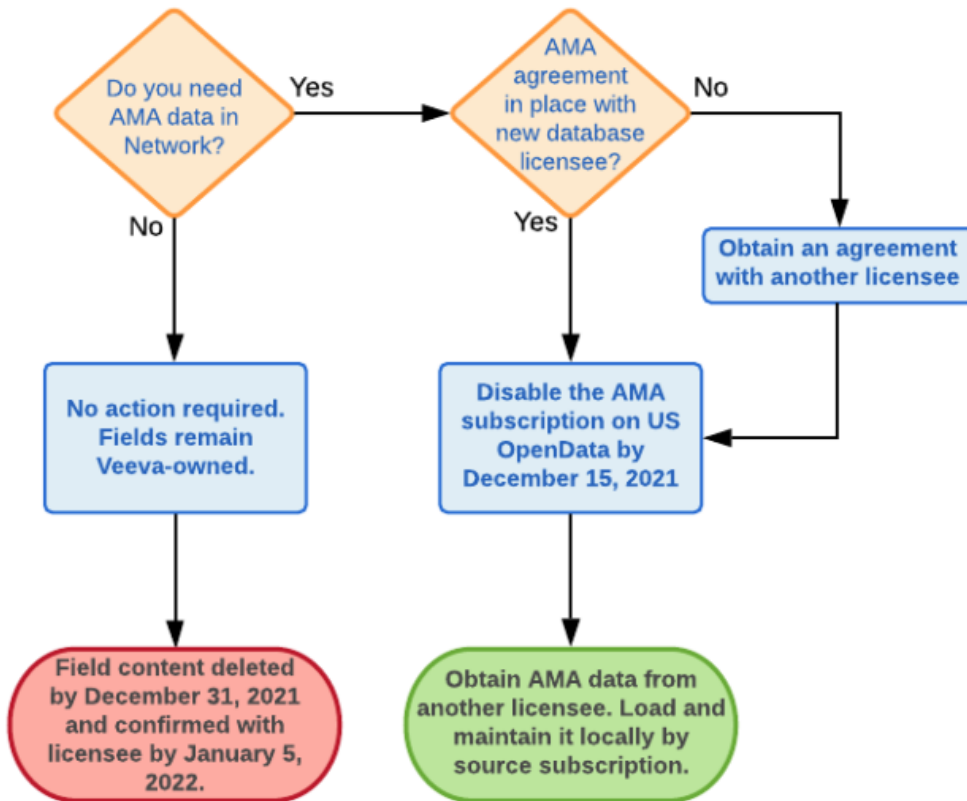 Do you need
AMA data in
Network?
Yes
AMA
agreement
in place with
new database
licensee?
No
No
Yes
Obtain an agreement
with another licensee
No action required.
Fields remain
Veeva-owned.
Disable the AMA
subscription on US
OpenData by
December 15, 2021
Field content deleted
by December 31, 2021
and confirmed with
licensee by January 5,
2022.
Obtain AMA data from
another licensee. Load and
maintain it locally by
source subscription.